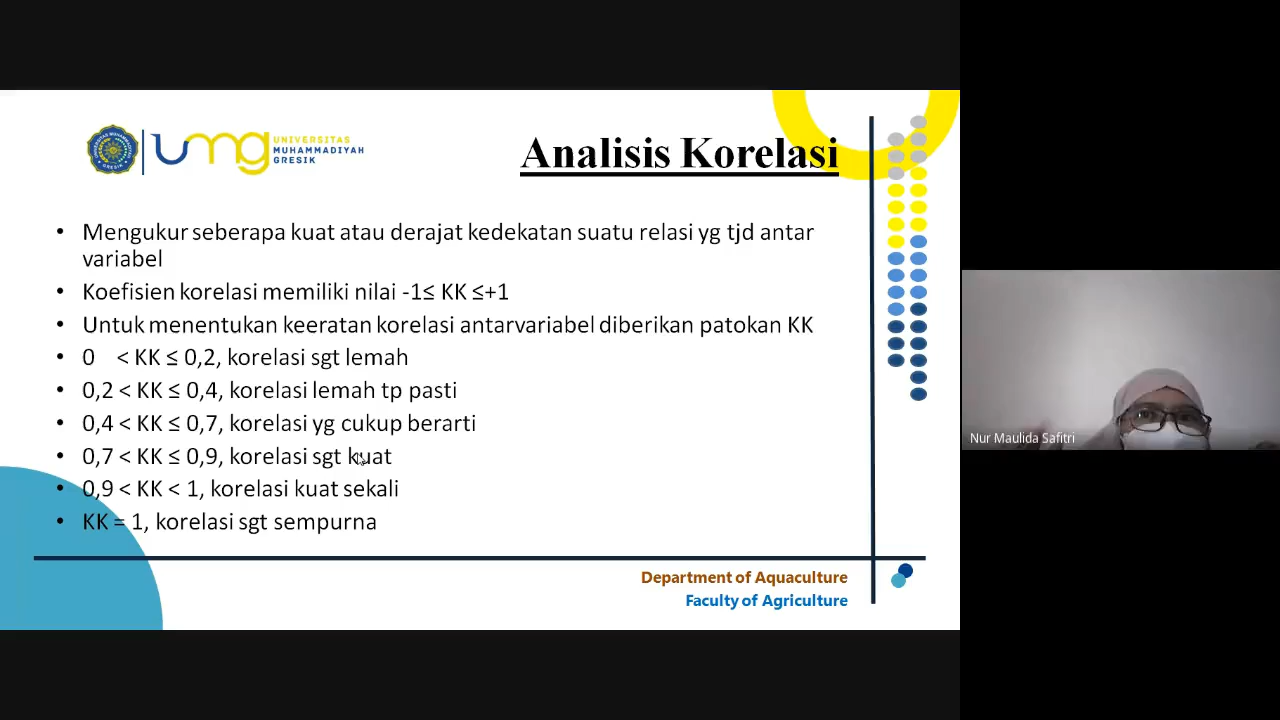 umg
UNIVERSITAS
MUHAMMADIYAH
GRESIK
Analisis Korelasi
• Mengukur seberapa kuat atau derajat kedekatan suatu relasi yg tjd antar
variabel
• Koefisien korelasi memiliki nilai -1≤ KK ≤+1
• Untuk menentukan keeratan korelasi antarvariabel diberikan patokan KK
• 0 < KK ≤ 0,2, korelasi sgt lemah
• 0,2 < KK ≤ 0,4, korelasi lemah tp pasti
• 0,4 < KK ≤ 0,7, korelasi yg cukup berarti
• 0,7 < KK ≤ 0,9, korelasi sgt kuat
• 0,9 < KK < 1, korelasi kuat sekali
• KK = 1, korelasi sgt sempurna
Department of Aquaculture
Faculty of Agriculture
Nur Maulida Safitri